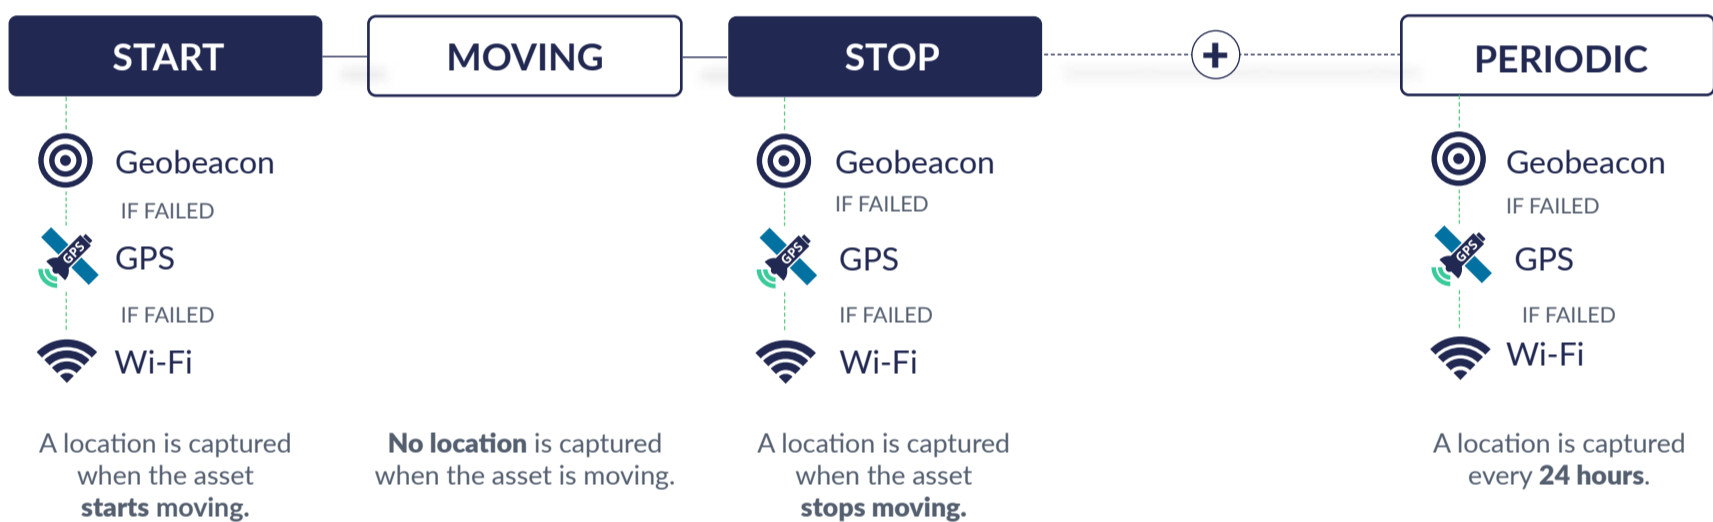 START
MOVING
STOP
+
PERIODIC
Geobeacon
IF FAILED
GPS
GPS
IF FAILED
Wi-Fi
A location is captured
when the asset
starts moving.
No location is captured
when the asset is moving.
Geobeacon
IF FAILED
GPS
GPS
IF FAILED
Wi-Fi
A location is captured
when the asset
stops moving.
Geobeacon
IF FAILED
GPS
GPS
IF FAILED
Wi-Fi
A location is captured
every 24 hours.